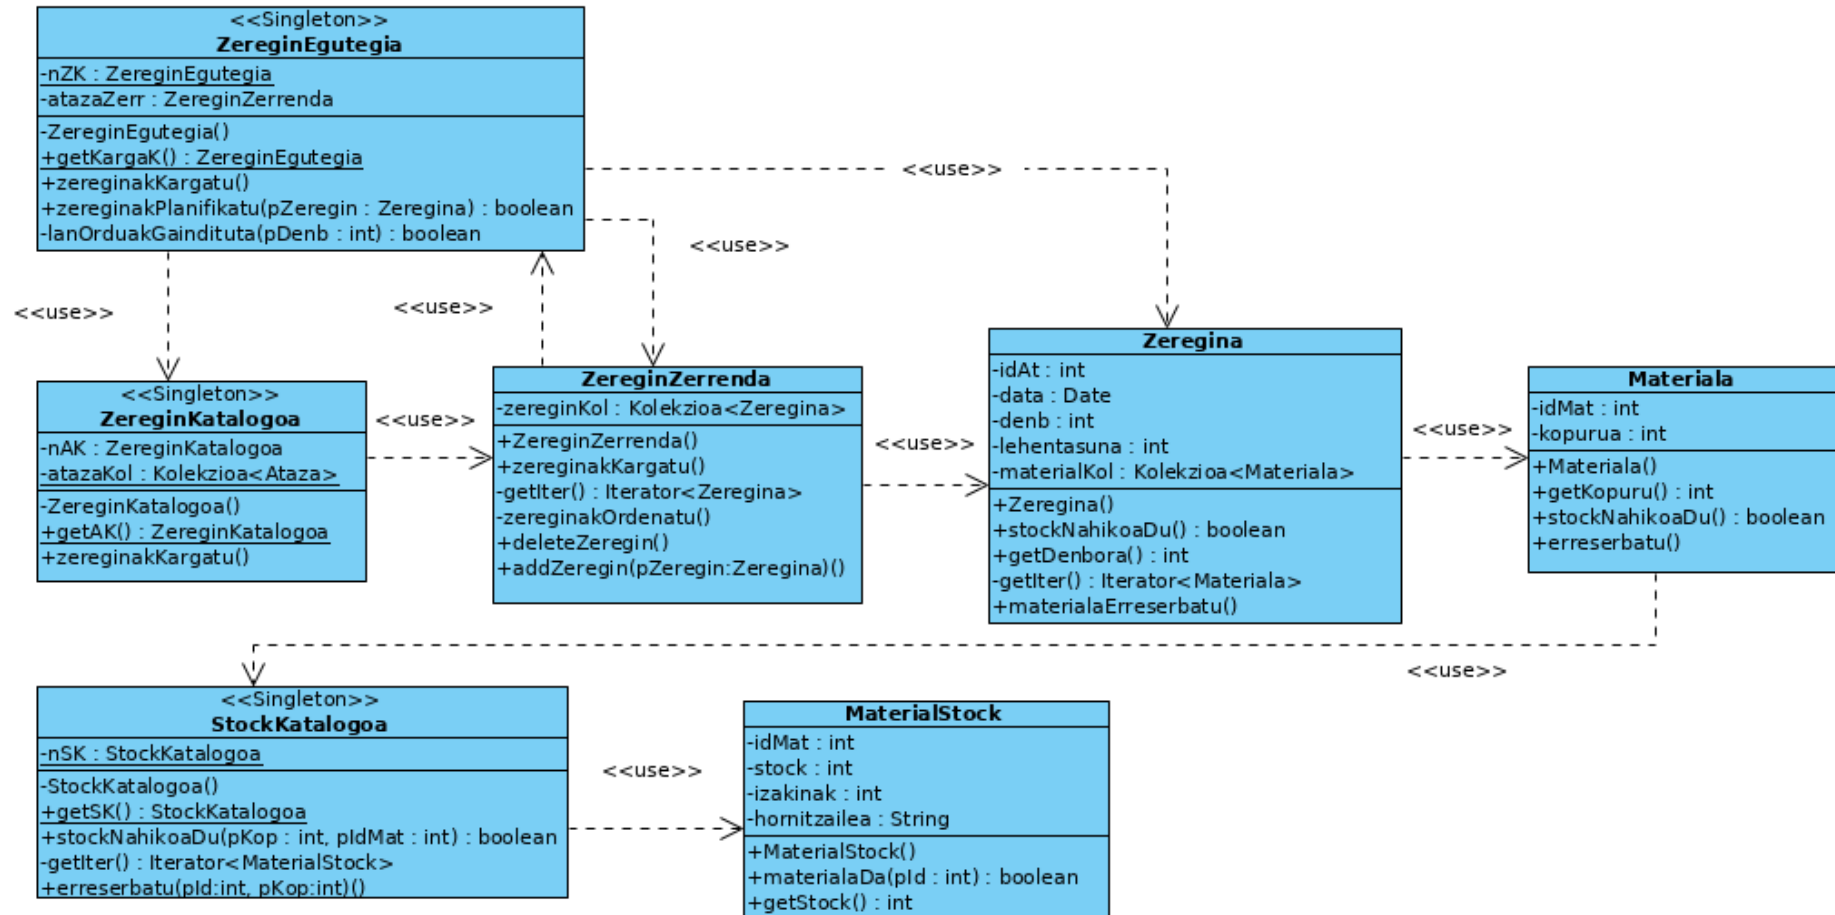 <<Singleton>>
ZereginEgutegia
-nZK : ZereginEgutegia
-atazaZerr : ZereginZerrenda
-ZereginEgutegia()
+getKargaK() : ZereginEgutegia
+zereginakKargatu()
+zereginakPlanifikatu(pZeregin : Zeregina) : boolean
-lanOrduakGaindituta(pDenb : int) : boolean
<<use>>
<<use>>
<<use>>
<<use>>
<<Singleton>>
ZereginKatalogoa
-nAK : ZereginKatalogoa
-atazaKol : Kolekzioa<Ataza>
-ZereginKatalogoa()
+getAK() : ZereginKatalogoa
+zereginakKargatu()
<<use>>
ZereginZerrenda
-zereginKol : Kolekzioa<Zeregina>
+ZereginZerrenda()
+zereginakKargatu()
-getIter() : Iterator<Zeregina>
-zereginakOrdenatu()
+deleteZeregin()
+addZeregin(pZeregin:Zeregina)()
<<use>>
Zeregina
-idAt : int
-data : Date
-denb : int
-lehentasuna : int
-materialKol : Kolekzioa<Materiala>
+Zeregina()
+stockNahikoaDu() : boolean
+getDenbora() : int
-getIter() : Iterator<Materiala>
+materialaErreserbatu()
<<use>>
Materiala
-idMat : int
-kopurua : int
+Materiala()
+getKopuru() : int
+stockNahikoaDu() : boolean
+erreserbatu()
<<use>>
<<Singleton>>
StockKatalogoa
-nSK : StockKatalogoa
-StockKatalogoa()
+getSK() : StockKatalogoa
+stockNahikoaDu(pKop : int, pIdMat : int) : boolean
-getIter() : Iterator<MaterialStock>
+erreserbatu(pId:int, pKop:int)()
<<use>>
MaterialStock
-idMat : int
-stock : int
-izakinak : int
-hornitzailea : String
+MaterialStock()
+materialaDa(pId : int) : boolean
+getStock() : int